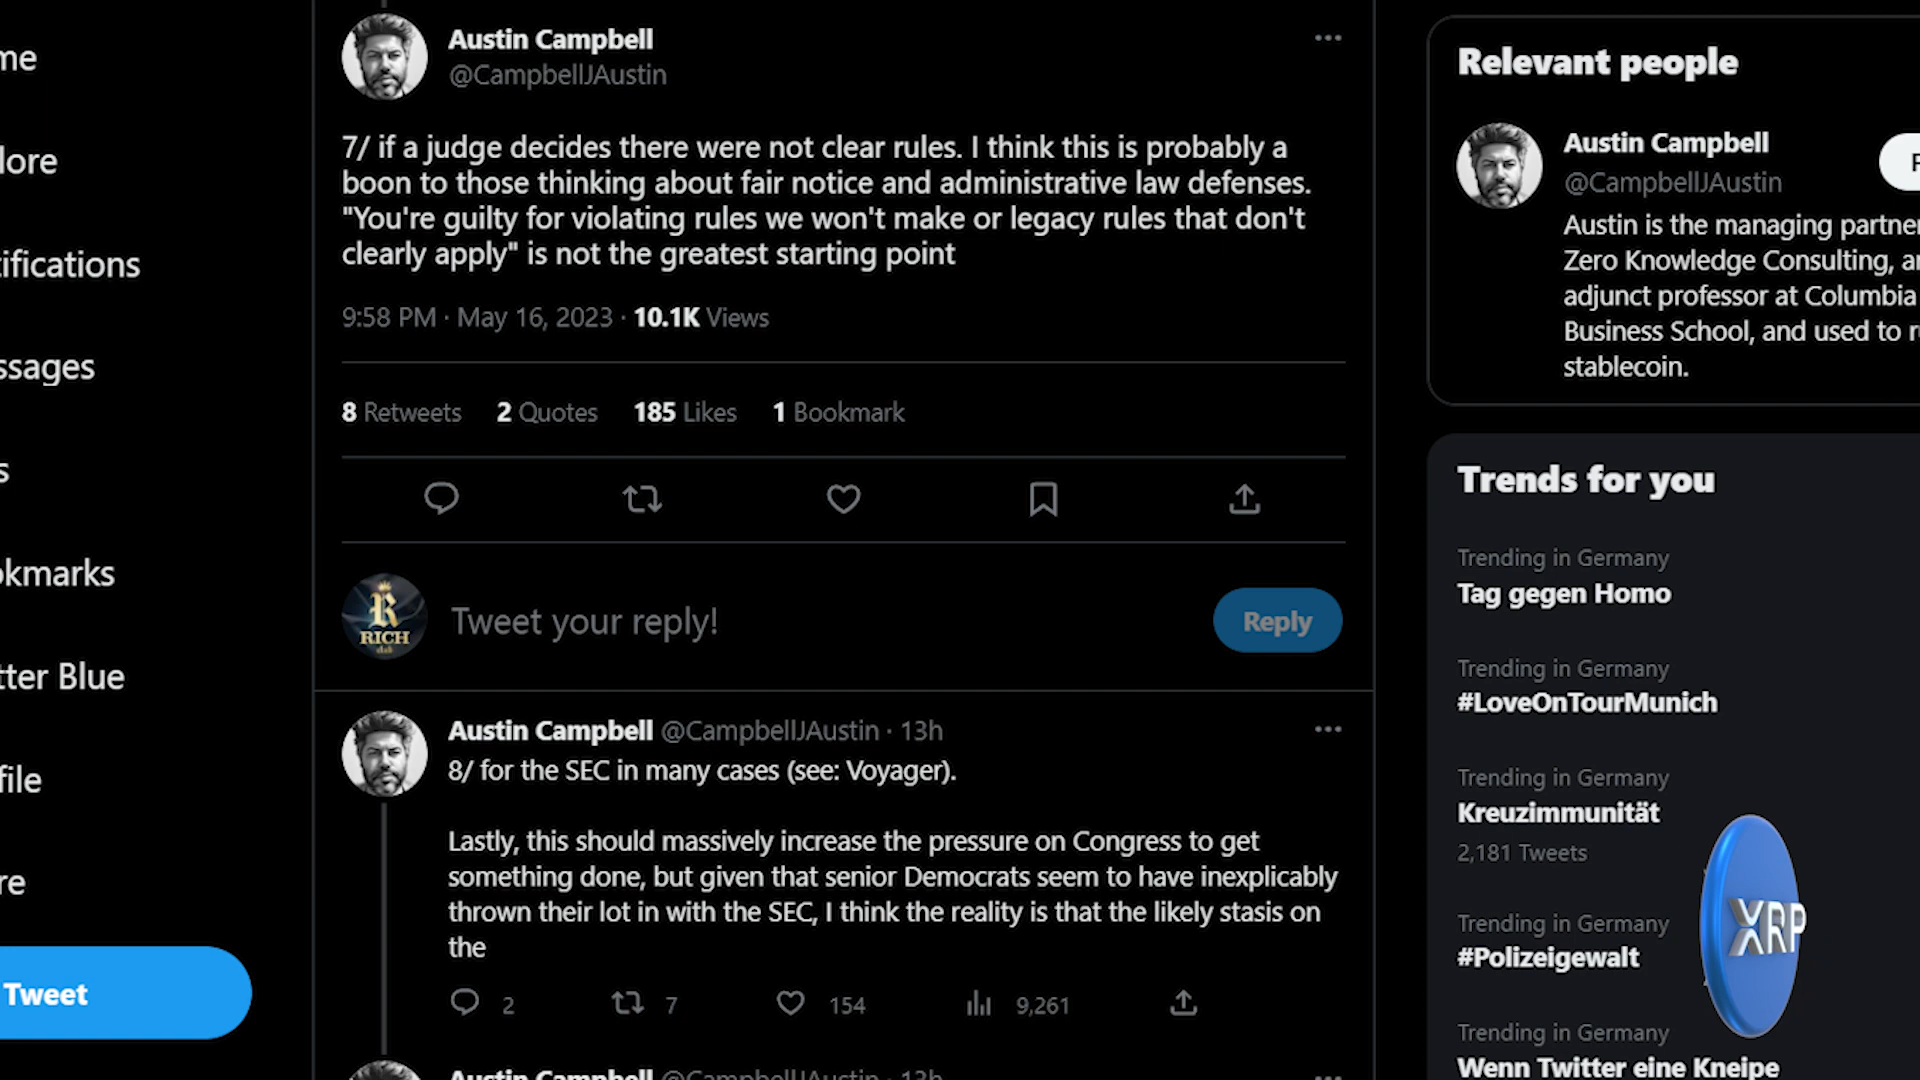 me
lore
tifications
ssages
s
okmarks
tter Blue
file
re
Tweet
Austin Campbell
@CampbellJAustin
7/ if a judge decides there were not clear rules. I think this is probably a
boon to those thinking about fair notice and administrative law defenses.
"You're guilty for violating rules we won't make or legacy rules that don't
clearly apply" is not the greatest starting point
9:58 PM · May 16, 2023 · 10.1K Views
8 Retweets 2 Quotes 185 Likes 1 Bookmark
RICH
club
Tweet your reply!
Reply
Austin Campbell @CampbellJAustin · 13h
8/ for the SEC in many cases (see: Voyager).
Lastly, this should massively increase the pressure on Congress to get
something done, but given that senior Democrats seem to have inexplicably
thrown their lot in with the SEC, I think the reality is that the likely stasis on
the
2 7 154 9,261
Austin Campbell @CampbellJAustin · 13h
Relevant people
Austin Campbell
@CampbellJAustin
F
Austin is the managing partner
Zero Knowledge Consulting, an
adjunct professor at Columbia
Business School, and used to r
stablecoin.
Trends for you
Trending in Germany
Tag gegen Homo
Trending in Germany
#LoveOnTourMunich
Trending in Germany
Kreuzimmunität
2,181 Tweets
Trending in Germany
#Polizeigewalt
Trending in Germany
Wenn Twitter eine Kneipe
XRP